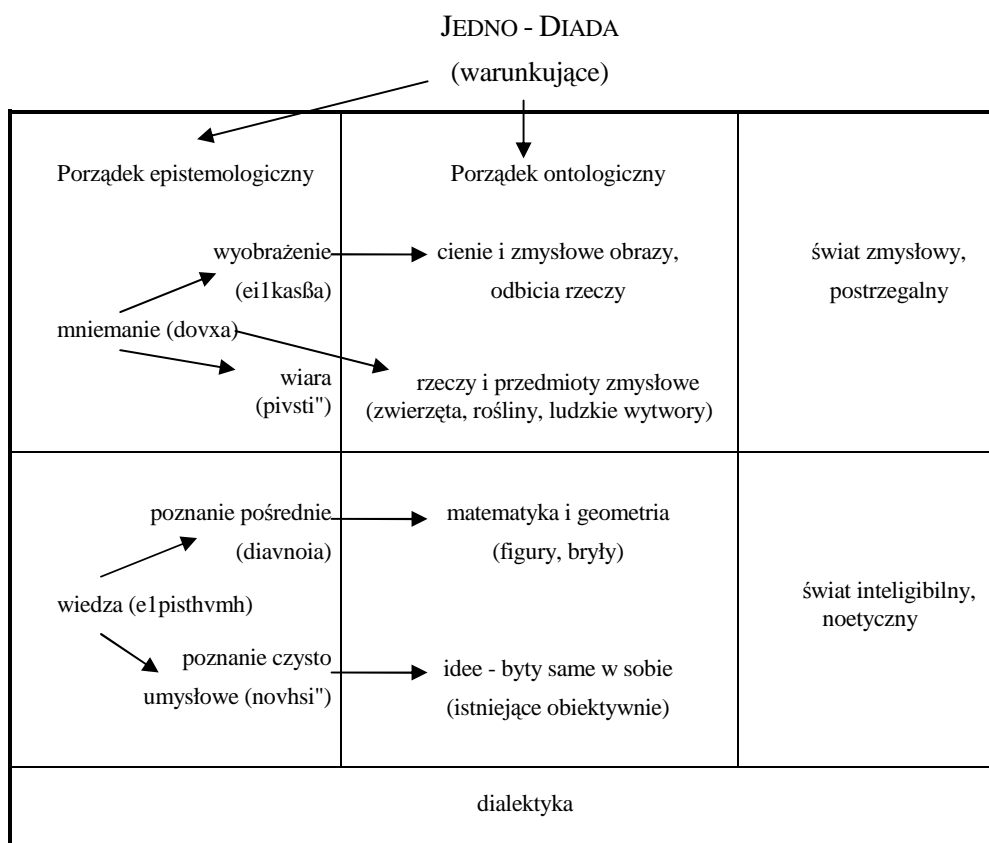 JEDNO - DIADA
(warunkujące)
Porządek epistemologiczny
Porządek ontologiczny
wyobrażenie
(ei1kasßa)
cienie i zmysłowe obrazy,
odbicia rzeczy
świat zmysłowy,
postrzegalny
mniemanie (dovxa)
wiara
(pivsti")
rzeczy i przedmioty zmysłowe
(zwierzęta, rośliny, ludzkie wytwory)
poznanie pośrednie
(diavnoia)
matematyka i geometria
(figury, bryły)
wiedza (e1pisthvmh)
świat inteligibilny,
noetyczny
poznanie czysto
umysłowe (novhsi")
idee - byty same w sobie
(istniejące obiektywnie)
dialektyka